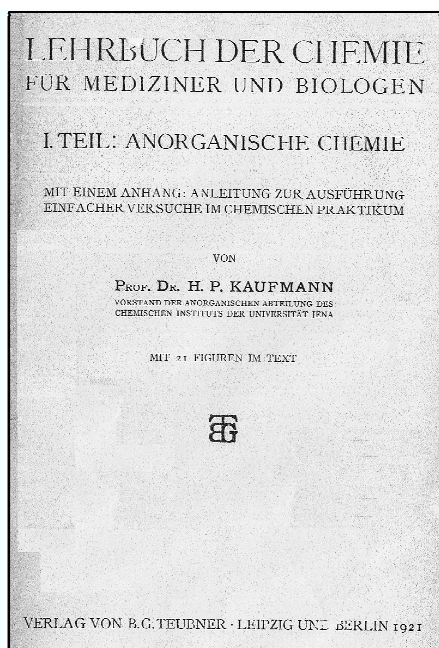 LEHRBUCH DER CHEMIE
FÜR MEDIZINER UND BIOLOGEN
I. TEIL: ANORGANISCHE CHEMIE
MIT EINEM ANHANG: ANLEITUNG ZUR AUSFÜHRUNG
EINFACHER VERSUCHE IM CHEMISCHEN PRAKTIKUM
VON
PROF. DR. H. P. KAUFMANN
VORSTAND DER ANORGANISCHEN ABTEILUNG DES
CHEMISCHEN INSTITUTS DER UNIVERSITÄT JENA
MIT 21 FIGUREN IM TEXT
BTG
VERLAG VON B. G. TEUBNER · LEIPZIG UND BERLIN 1921